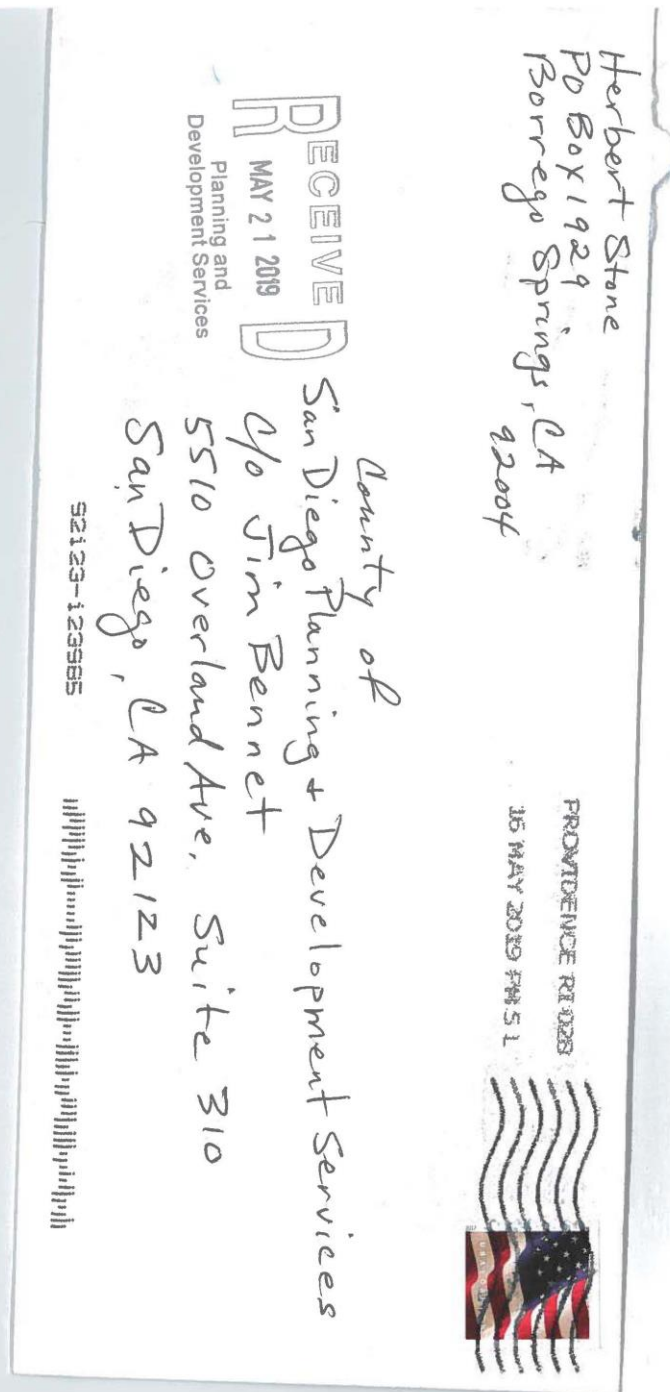 Herbert Stone
PO Box 1929
Borrego Springs, CA
92004
PROVIDENCE RI 028
16 MAY 2019 PM 5 L
RECEIVED
MAY 21 2019
Planning and
Development Services
County of
San Diego Planning + Development Services
C/o Jim Bennet
5510 Overland Ave. Suite 310
San Diego, CA 92123
92123-123985